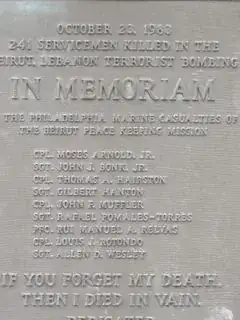 OCTOBER 23, 1983
241 SERVICEMEN KILLED IN THE
BEIRUT, LEBANON TERRORIST BOMBING
IN MEMORIAM
THE PHILADELPHIA MARINE CASUALTIES OF
THE BEIRUT PEACE KEEPING MISSION
CPL. MOSES ARNOLD, JR.
SGT. JOHN J. BONK, JR.
CPL. THOMAS A. HAIRSTON
SGT. GILBERT HANTON
CPL. JOHN F. MUFFLER
SGT. RAFAEL POMALES-TORRES
PFC. RUI MANUEL A. RELVAS
CPL. LOUIS J. ROTONDO
SGT. ALLEN D. WESLEY
IF YOU FORGET MY DEATH,
THEN I DIED IN VAIN.
DEDICATED